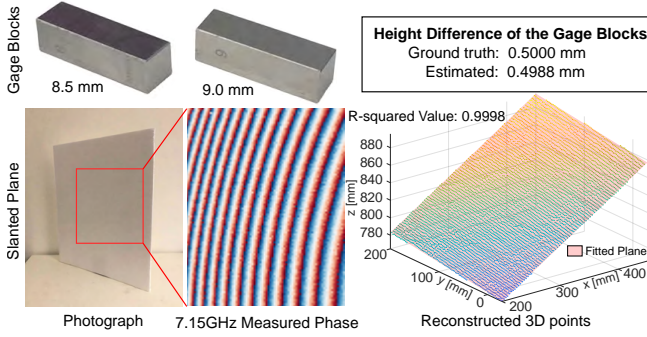 Gage Blocks
8.5 mm
9.0 mm
Height Difference of the Gage Blocks
Ground truth: 0.5000 mm
Estimated: 0.4988 mm
Slanted Plane
Photograph
7.15GHz Measured Phase
R-squared Value: 0.9998
z [mm]
880
860
840
820
800
780
200
100
0
y [mm]
200
300
400
x [mm]
Fitted Plane
Reconstructed 3D points